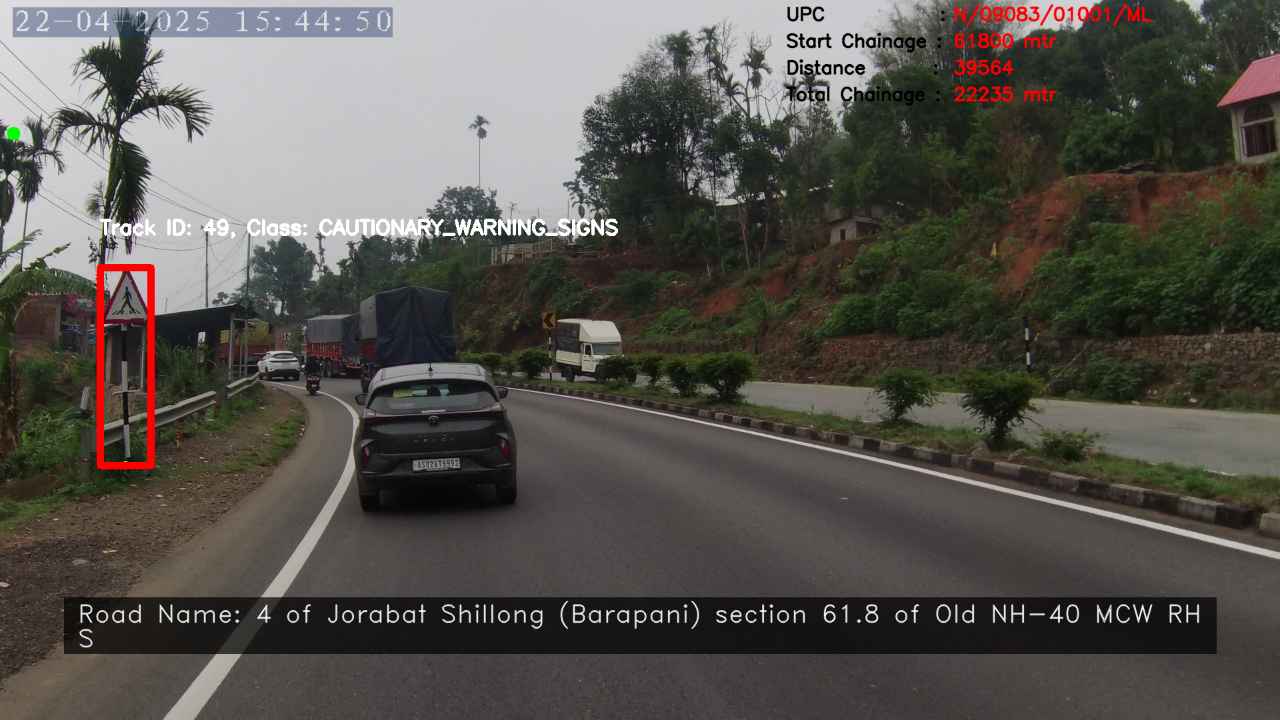 22-04-2025 15:44:50
UPC : N/09083/01001/ML
Start Chainage : 61800 mtr
Distance : 39564
Total Chainage : 22235 mtr
Track ID: 49, Class: CAUTIONARY_WARNING_SIGNS
Road Name: 4 of Jorabat Shillong (Barapani) section 61.8 of Old NH-40 MCW RH
S